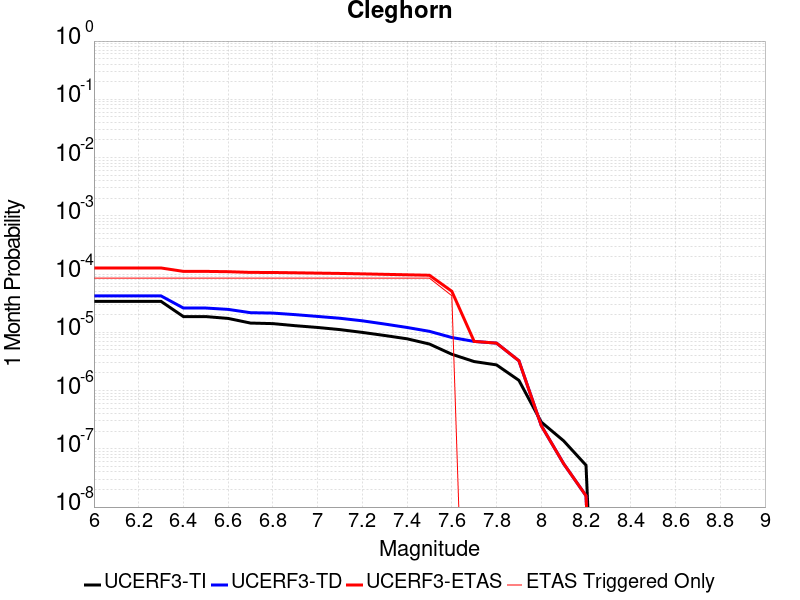 Cleghorn
1 Month Probability
10^0
10^-1
10^-2
10^-3
10^-4
10^-5
10^-6
10^-7
10^-8
6 6.2 6.4 6.6 6.8 7 7.2 7.4 7.6 7.8 8 8.2 8.4 8.6 8.8 9
Magnitude
UCERF3-TI UCERF3-TD UCERF3-ETAS ETAS Triggered Only